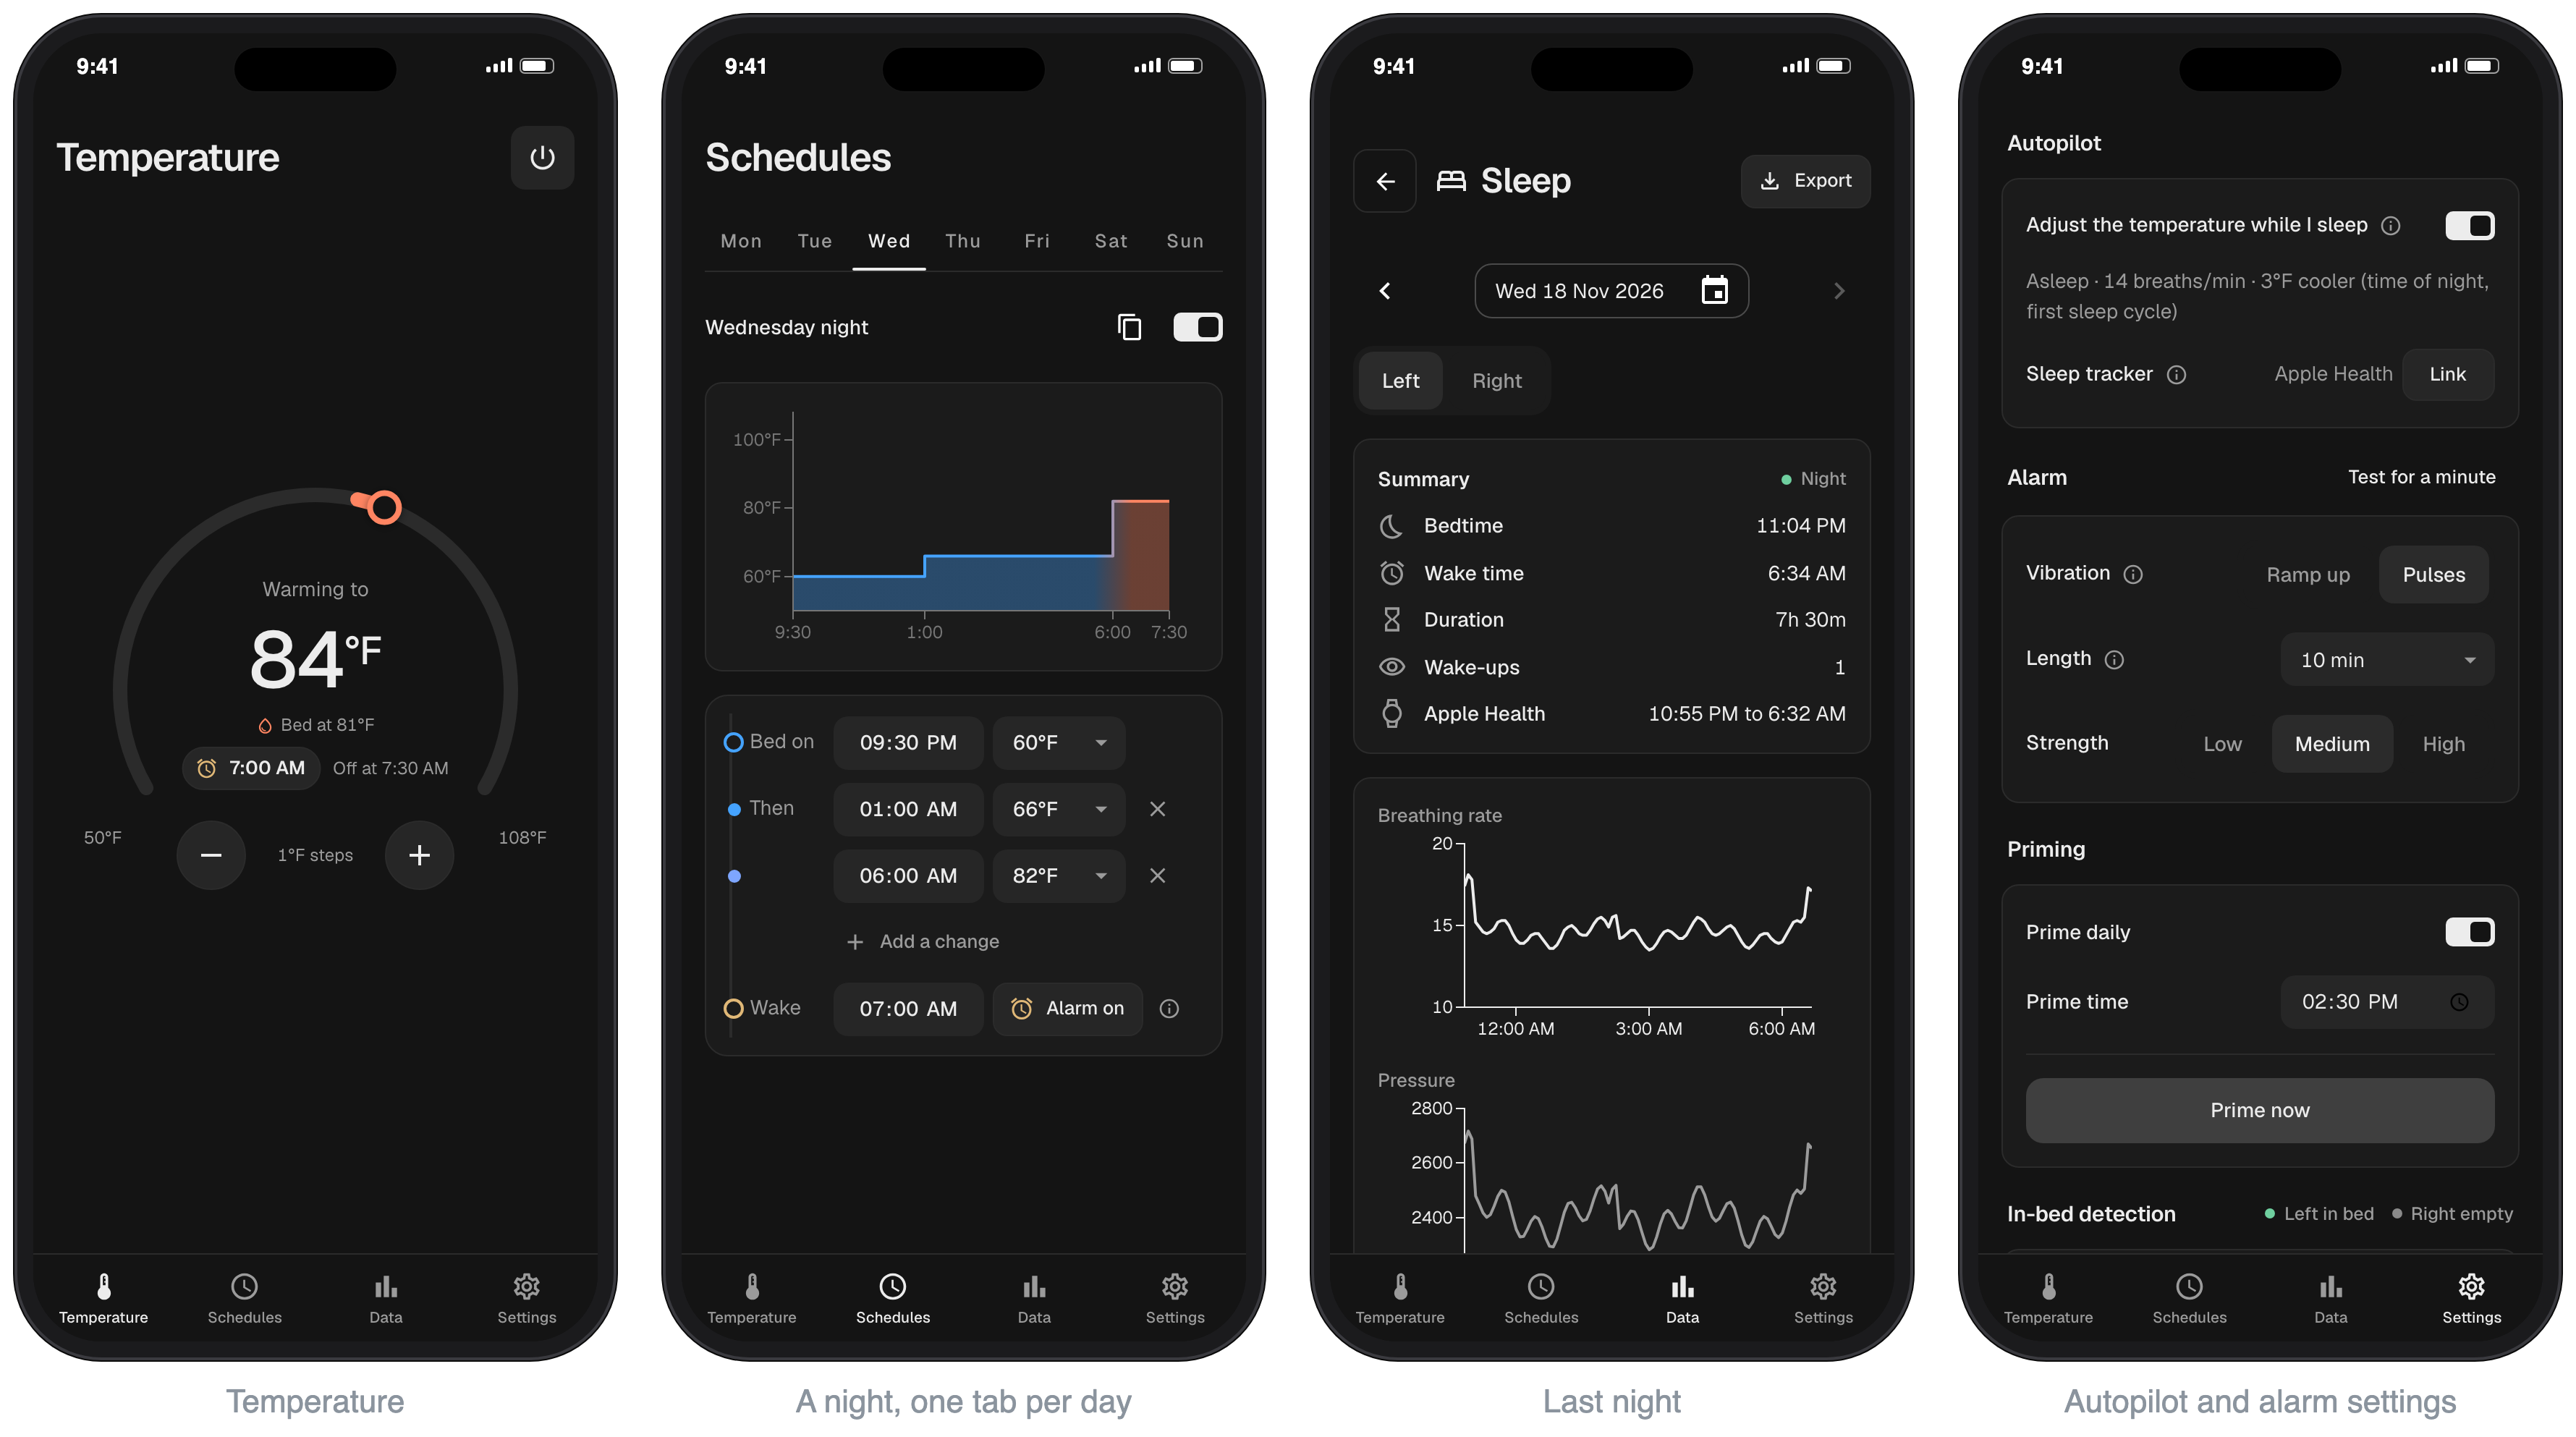 9:41
Temperature
Warming to
84°F
Bed at 81°F
7:00 AM Off at 7:30 AM
50°F 1°F steps 108°F
Temperature Schedules Data Settings
Temperature
9:41
Schedules
Mon Tue Wed Thu Fri Sat Sun
Wednesday night
100°F
80°F
60°F
9:30 1:00 6:00 7:30
Bed on 09:30 PM 60°F
Then 01:00 AM 66°F
06:00 AM 82°F
Add a change
Wake 07:00 AM Alarm on
Temperature Schedules Data Settings
A night, one tab per day
9:41
Sleep Export
Wed 18 Nov 2026
Left Right
Summary Night
Bedtime 11:04 PM
Wake time 6:34 AM
Duration 7h 30m
Wake-ups 1
Apple Health 10:55 PM to 6:32 AM
Breathing rate
20
15
10
12:00 AM 3:00 AM 6:00 AM
Pressure
2800
2600
2400
Temperature Schedules Data Settings
Last night
9:41
Autopilot
Adjust the temperature while I sleep
Asleep · 14 breaths/min · 3°F cooler (time of night,
first sleep cycle)
Sleep tracker Apple Health Link
Alarm Test for a minute
Vibration Ramp up Pulses
Length 10 min
Strength Low Medium High
Priming
Prime daily
Prime time 02:30 PM
Prime now
In-bed detection Left in bed Right empty
Temperature Schedules Data Settings
Autopilot and alarm settings